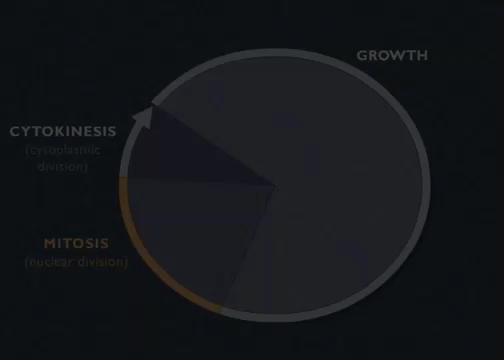 GROWTH
CYTOKINESIS
(cytoplasmic
division)
MITOSIS
(nuclear division)